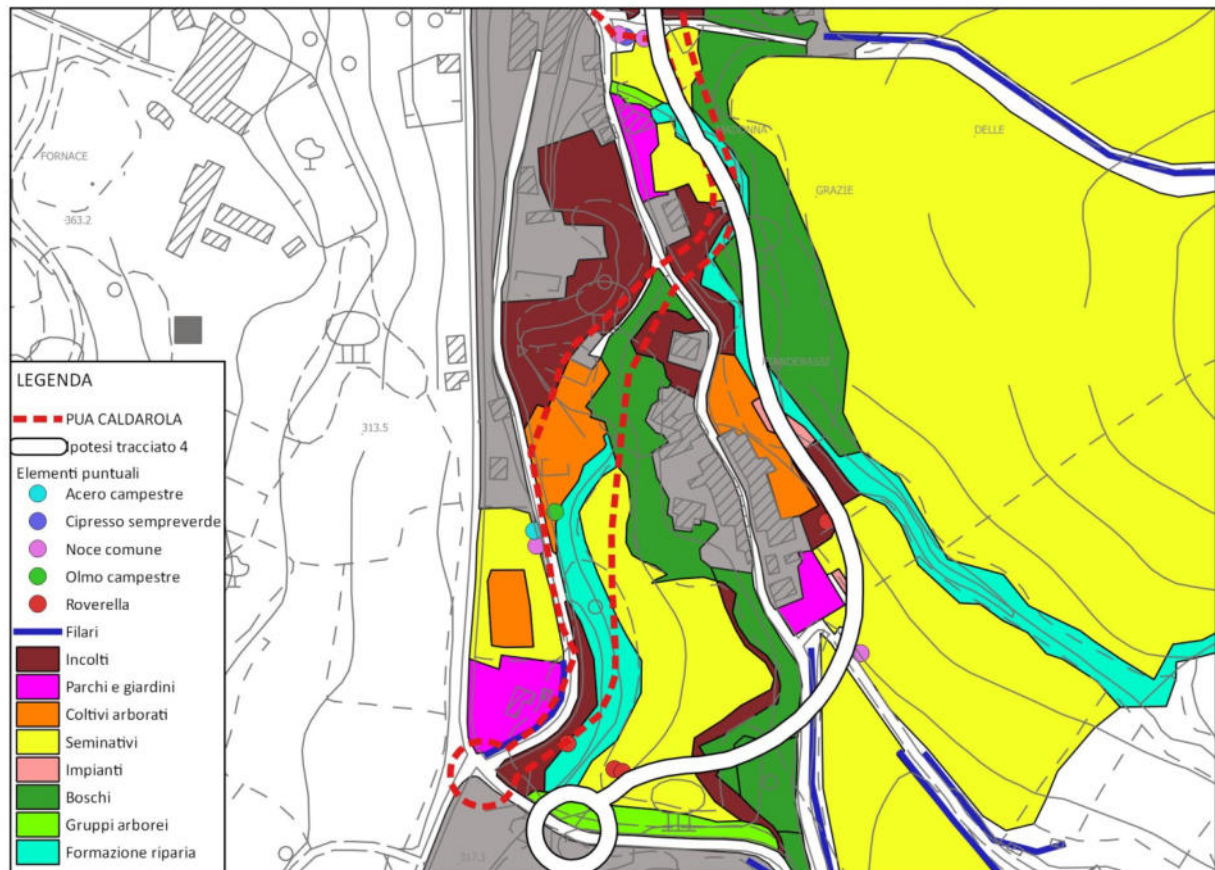 MADONNA
DELLE
GRAZIE
FORNACE
363.2
PIANDEBASSI
313.5
317.1
LEGENDA
PUA CALDAROLA
Ipotesi tracciato 4
Elementi puntuali
Acero campestre
Cipresso sempreverde
Noce comune
Olmo campestre
Roverella
Filari
Incolti
Parchi e giardini
Coltivi arborati
Seminativi
Impianti
Boschi
Gruppi arborei
Formazione riparia